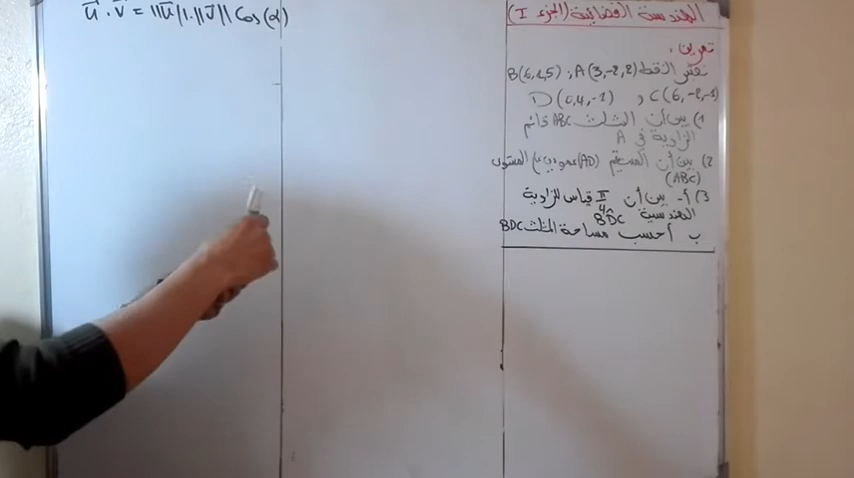 الهندسة الفضائية (الجزء I)
تمرين :
نعتبر النقط A(3,-2,2) ; B(6,1,5)
C(6,-2,-1) و D(0,4,-1)
1) بين أن المثلث ABC قائم
الزاوية في A
2) بين أن المستقيم (AD) عمودي على المستوى
(ABC)
3) أ- بين أن π/4 قياس للزاوية
الهندسية BDC
ب أحسب مساحة المثلث BDC
u . v = ||u||.||v|| Cos(α)